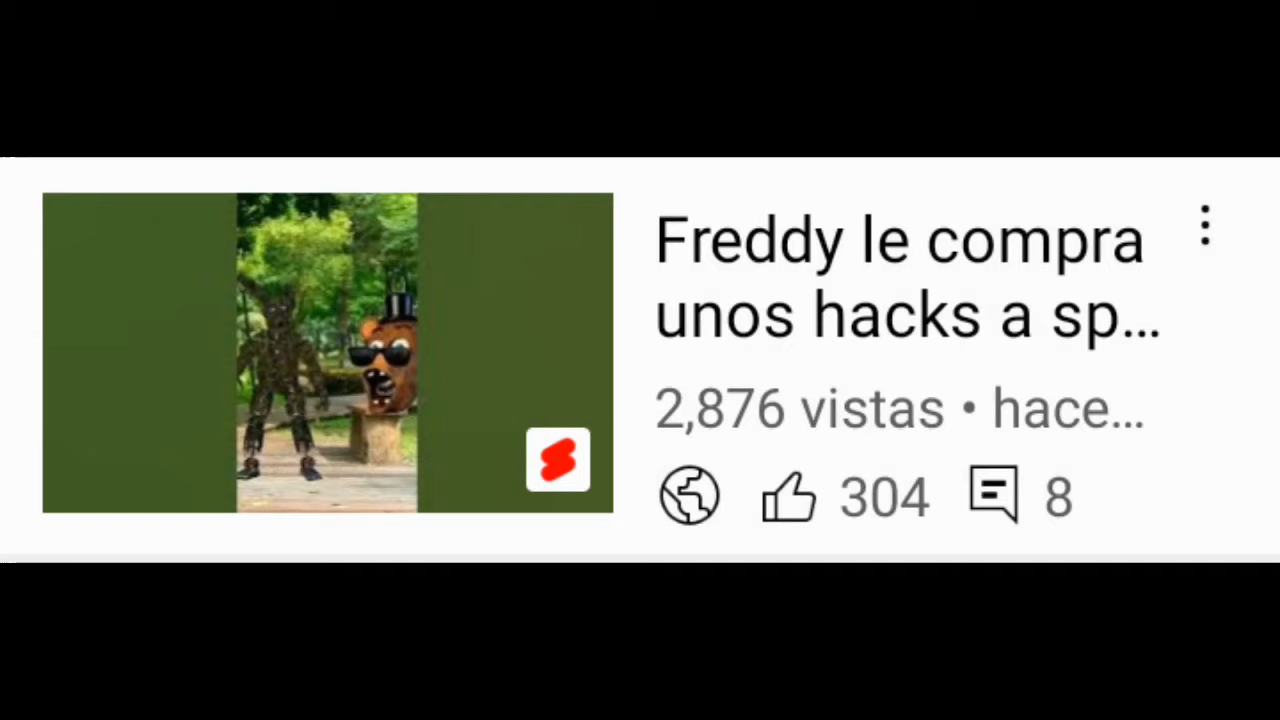 Freddy le compra
unos hacks a sp...
2,876 vistas • hace...
304 8